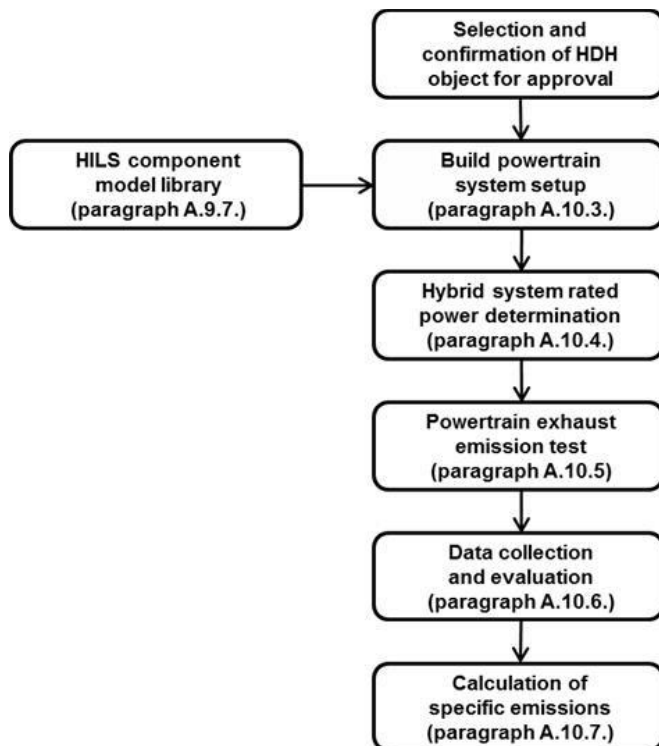 Selection and
confirmation of HDH
object for approval
HILS component
model library
(paragraph A.9.7.)
Build powertrain
system setup
(paragraph A.10.3.)
Hybrid system rated
power determination
(paragraph A.10.4.)
Powertrain exhaust
emission test
(paragraph A.10.5)
Data collection
and evaluation
(paragraph A.10.6.)
Calculation of
specific emissions
(paragraph A.10.7.)